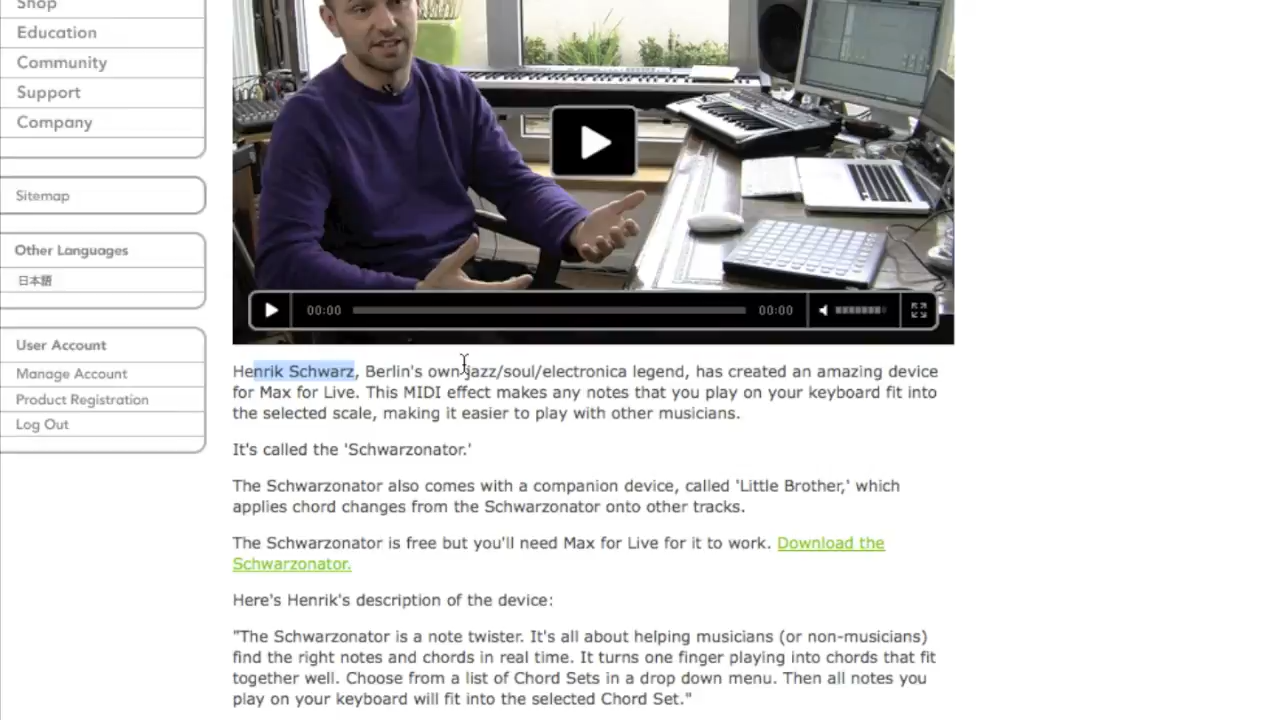 Shop
Education
Community
Support
Company
Sitemap
Other Languages
日本語
User Account
Manage Account
Product Registration
Log Out
00:00 00:00
Henrik Schwarz, Berlin's own jazz/soul/electronica legend, has created an amazing device
for Max for Live. This MIDI effect makes any notes that you play on your keyboard fit into
the selected scale, making it easier to play with other musicians.
It's called the 'Schwarzonator.'
The Schwarzonator also comes with a companion device, called 'Little Brother,' which
applies chord changes from the Schwarzonator onto other tracks.
The Schwarzonator is free but you'll need Max for Live for it to work. Download the
Schwarzonator.
Here's Henrik's description of the device:
"The Schwarzonator is a note twister. It's all about helping musicians (or non-musicians)
find the right notes and chords in real time. It turns one finger playing into chords that fit
together well. Choose from a list of Chord Sets in a drop down menu. Then all notes you
play on your keyboard will fit into the selected Chord Set."